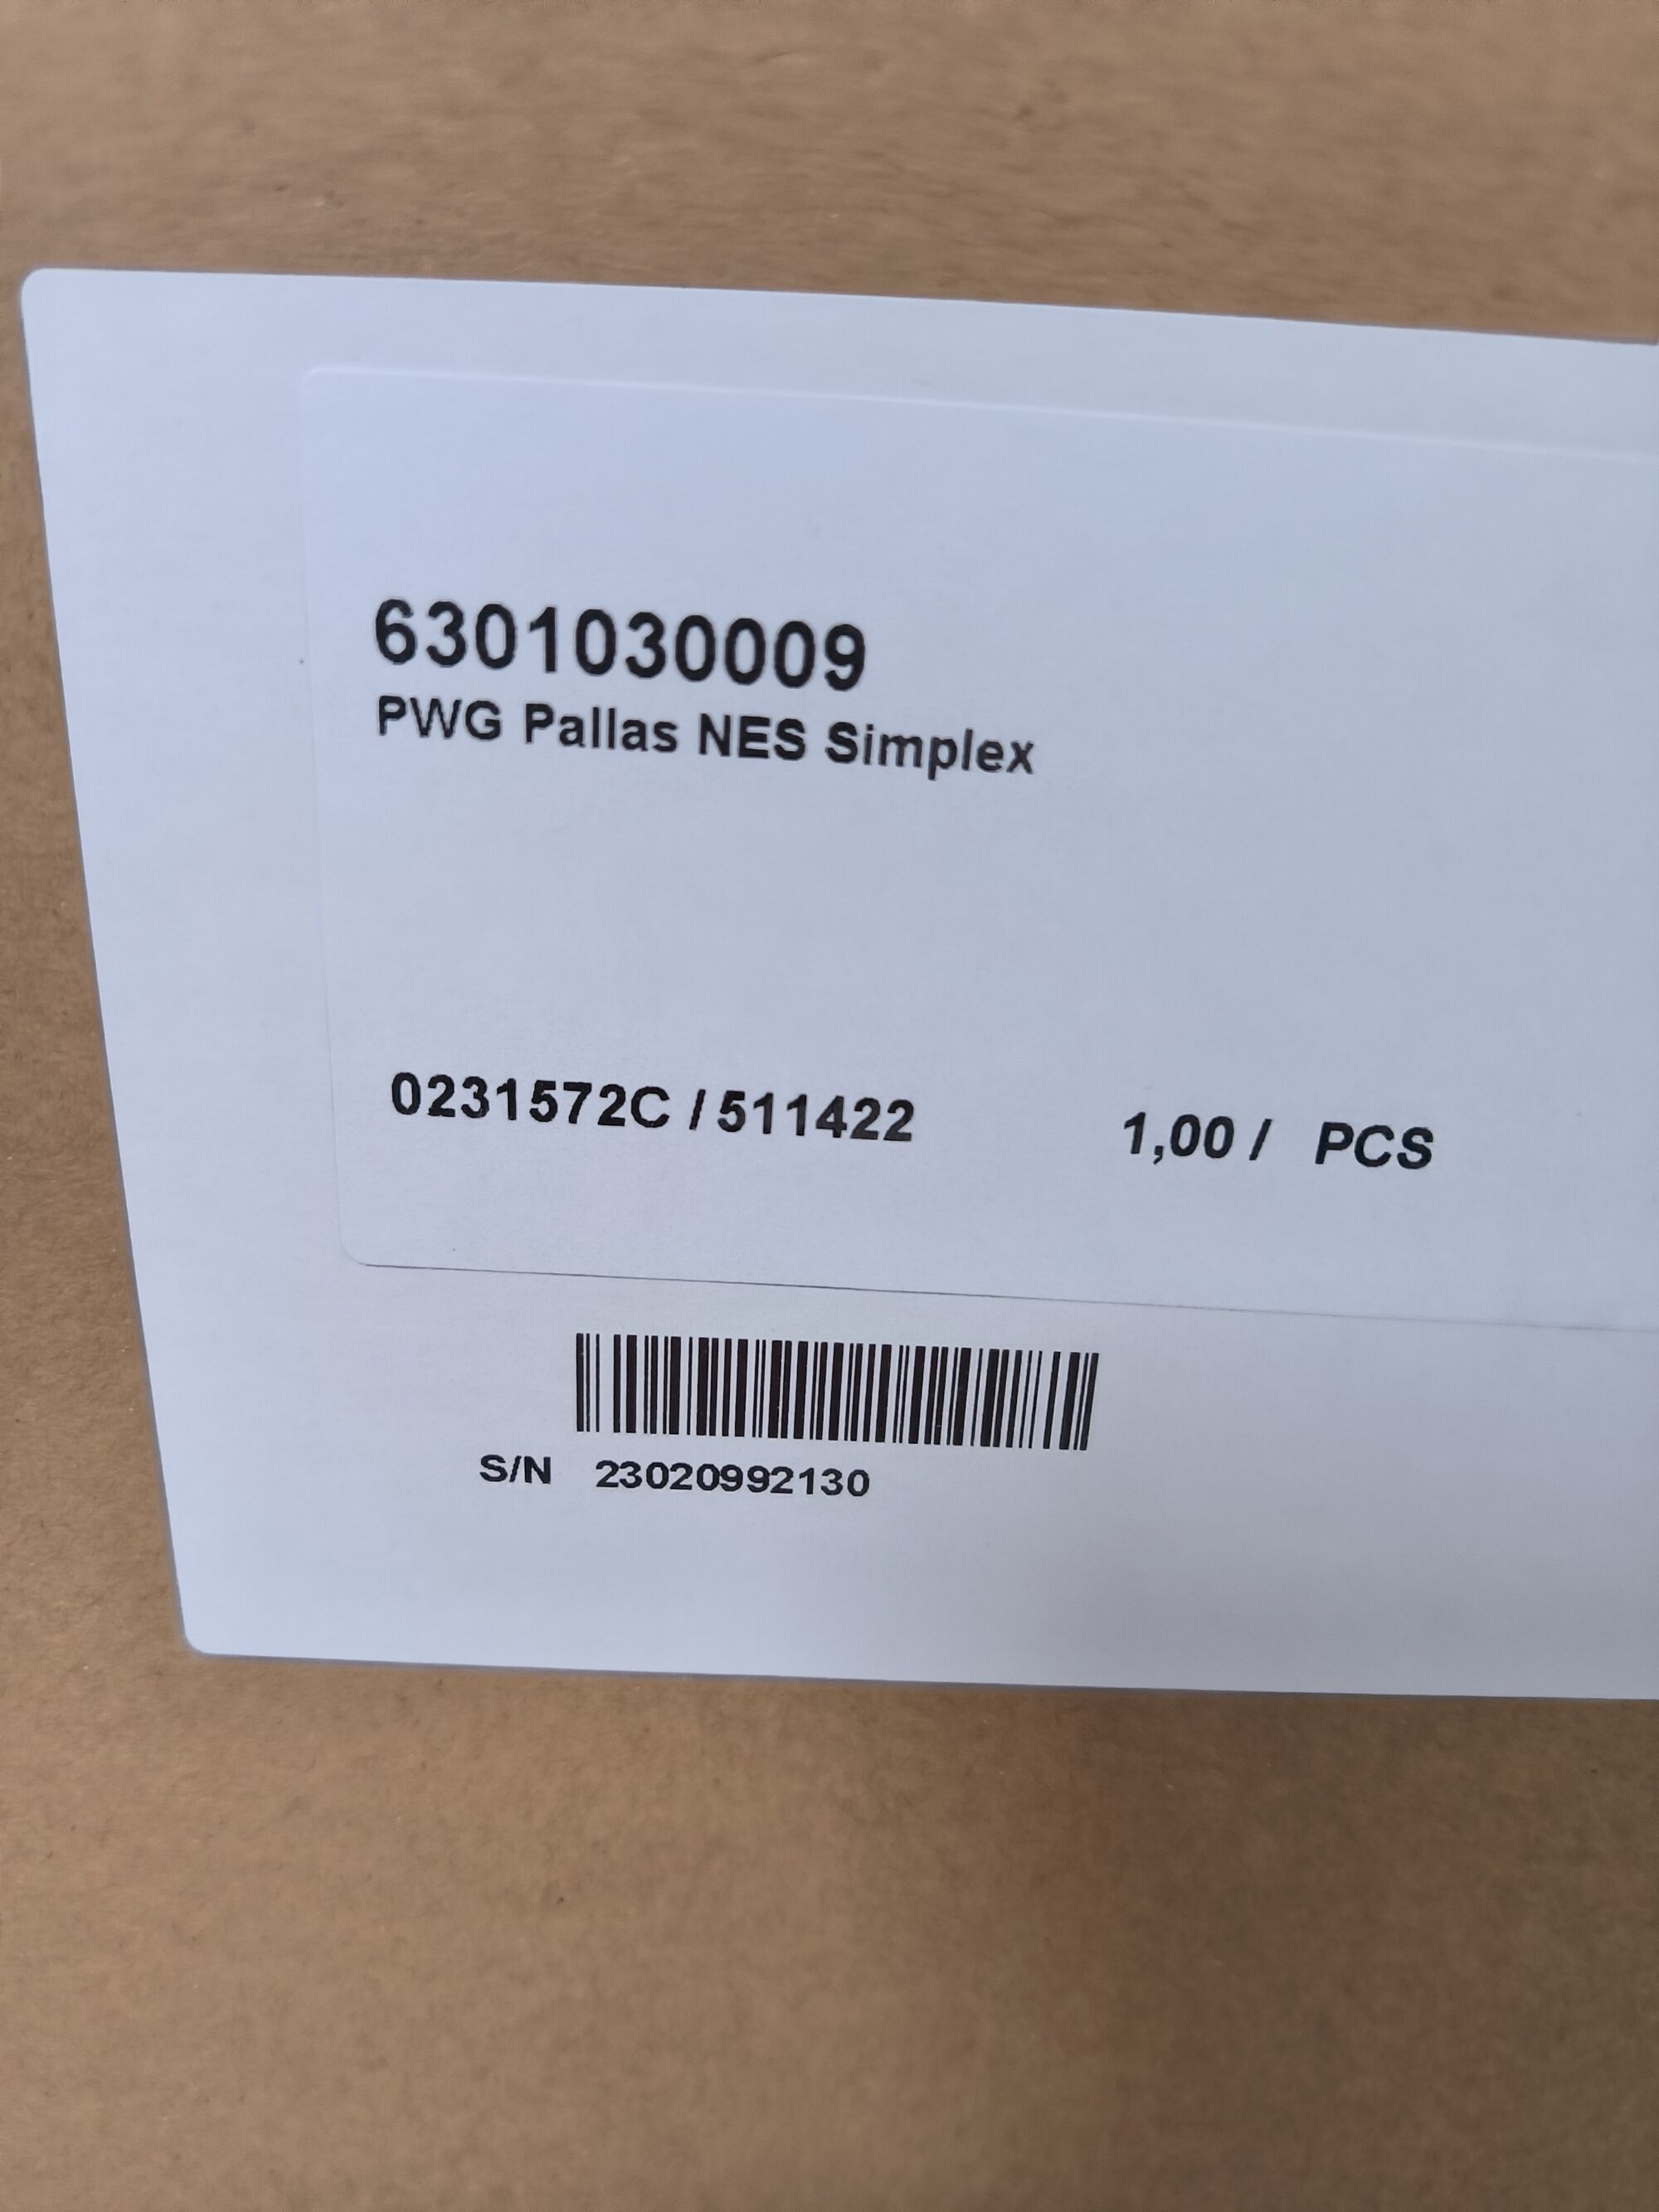 6301030009
PWG Pallas NES Simplex
0231572C / 511422 1,00 / PCS
S/N 23020992130